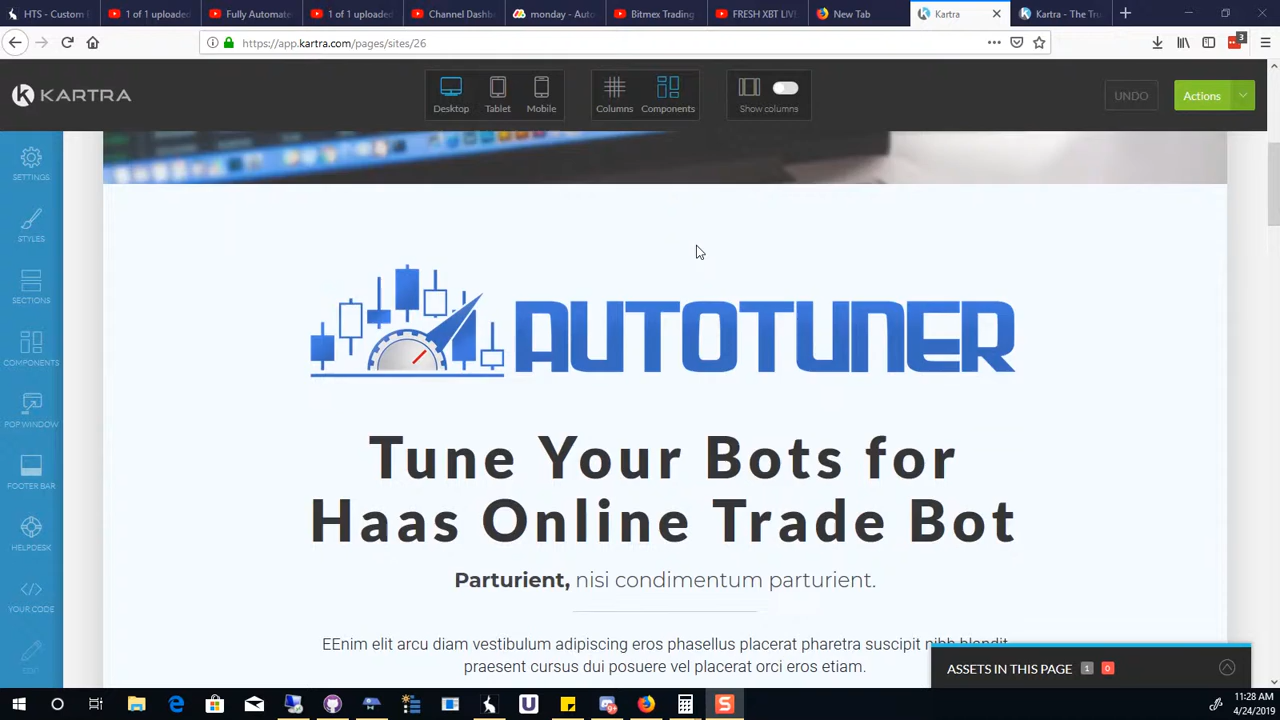 HTS - Custom
1 of 1 uploaded
Fully Automate
1 of 1 uploaded
Channel Dashb
monday - Auto
Bitmex Trading
FRESH XBT LIV
New Tab
Kartra
Kartra - The Tru
https://app.kartra.com/pages/sites/26
3
KARTRA
Desktop
Tablet
Mobile
Columns
Components
Show columns
UNDO
Actions
SETTINGS
STYLES
SECTIONS
COMPONENTS
POP WINDOW
FOOTER BAR
HELPDESK
YOUR CODE
AUTOTUNER
Tune Your Bots for
Haas Online Trade Bot
Parturient, nisi condimentum parturient.
EEnim elit arcu diam vestibulum adipiscing eros phasellus placerat pharetra suscipit nibh blandit
praesent cursus dui posuere vel placerat orci eros etiam.
ASSETS IN THIS PAGE 1 0
11:28 AM
4/24/2019